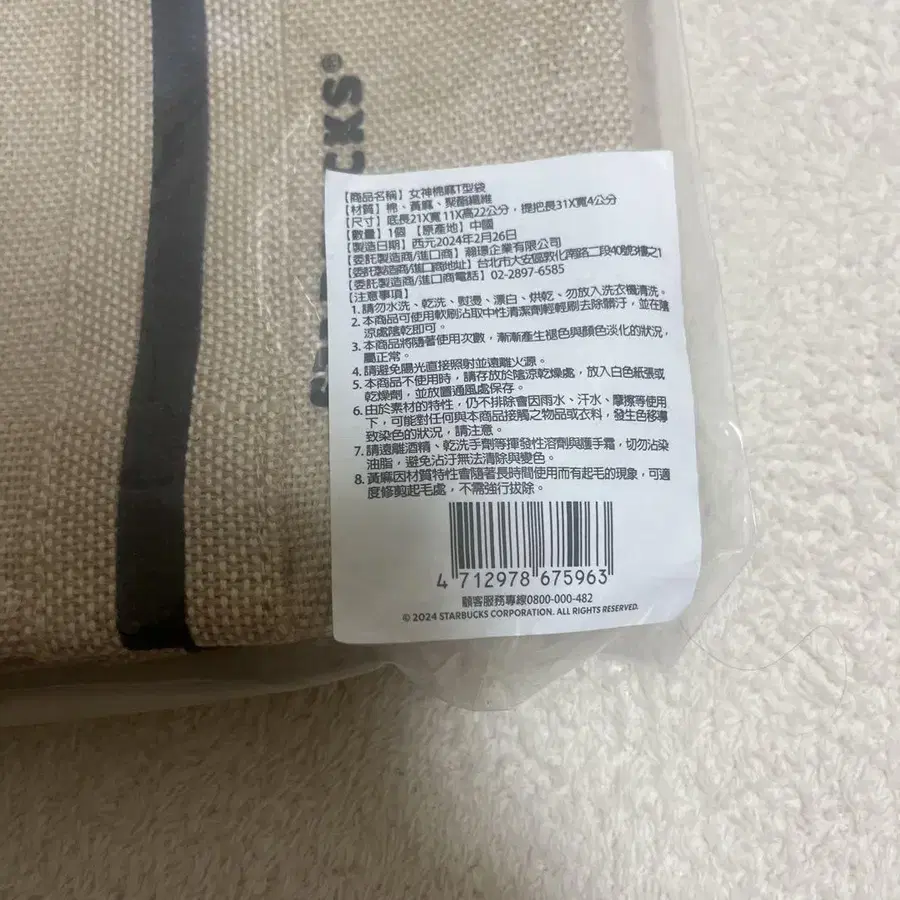 STARBUCKS®
【商品名稱】女神棉麻T型袋
【材質】棉、黃麻、聚酯纖維
【尺寸】底長21X寬11X高22公分，提把長31X寬4公分
【數量】1個【原產地】中國
【製造日期】西元2024年2月26日
【委託製造商/進口商】瀚環企業有限公司
【委託製造商/進口商地址】台北市大安區敦化南路二段40號3樓之1
【委託製造商/進口商電話】02-2897-6585
【注意事項】
1. 請勿水洗、乾洗、熨燙、漂白、烘乾、勿放入洗衣機清洗。
2. 本商品可使用軟刷沾取中性清潔劑輕輕刷去除髒汙，並在陰
涼處陰乾即可。
3. 本商品將隨著使用次數，漸漸產生褪色與顏色淡化的狀況，
屬正常。
4. 請避免陽光直接照射並遠離火源。
5. 本商品不使用時，請存放於陰涼乾燥處，放入白色紙張或
乾燥劑，並放置通風處保存。
6. 由於素材的特性，仍不排除會因雨水、汗水、摩擦等使用
下，可能對任何與本商品接觸之物品或衣料，發生色移導
致染色的狀況，請注意。
7. 請遠離酒精、乾洗手劑等揮發性溶劑與護手霜，切勿沾染
油脂，避免沾汙無法清除與變色。
8. 黃麻因材質特性會隨著長時間使用而有起毛的現象，可適
度修剪起毛處，不需強行拔除。
4 712978 675963
顧客服務專線0800-000-482
© 2024 STARBUCKS CORPORATION. ALL RIGHTS RESERVED.